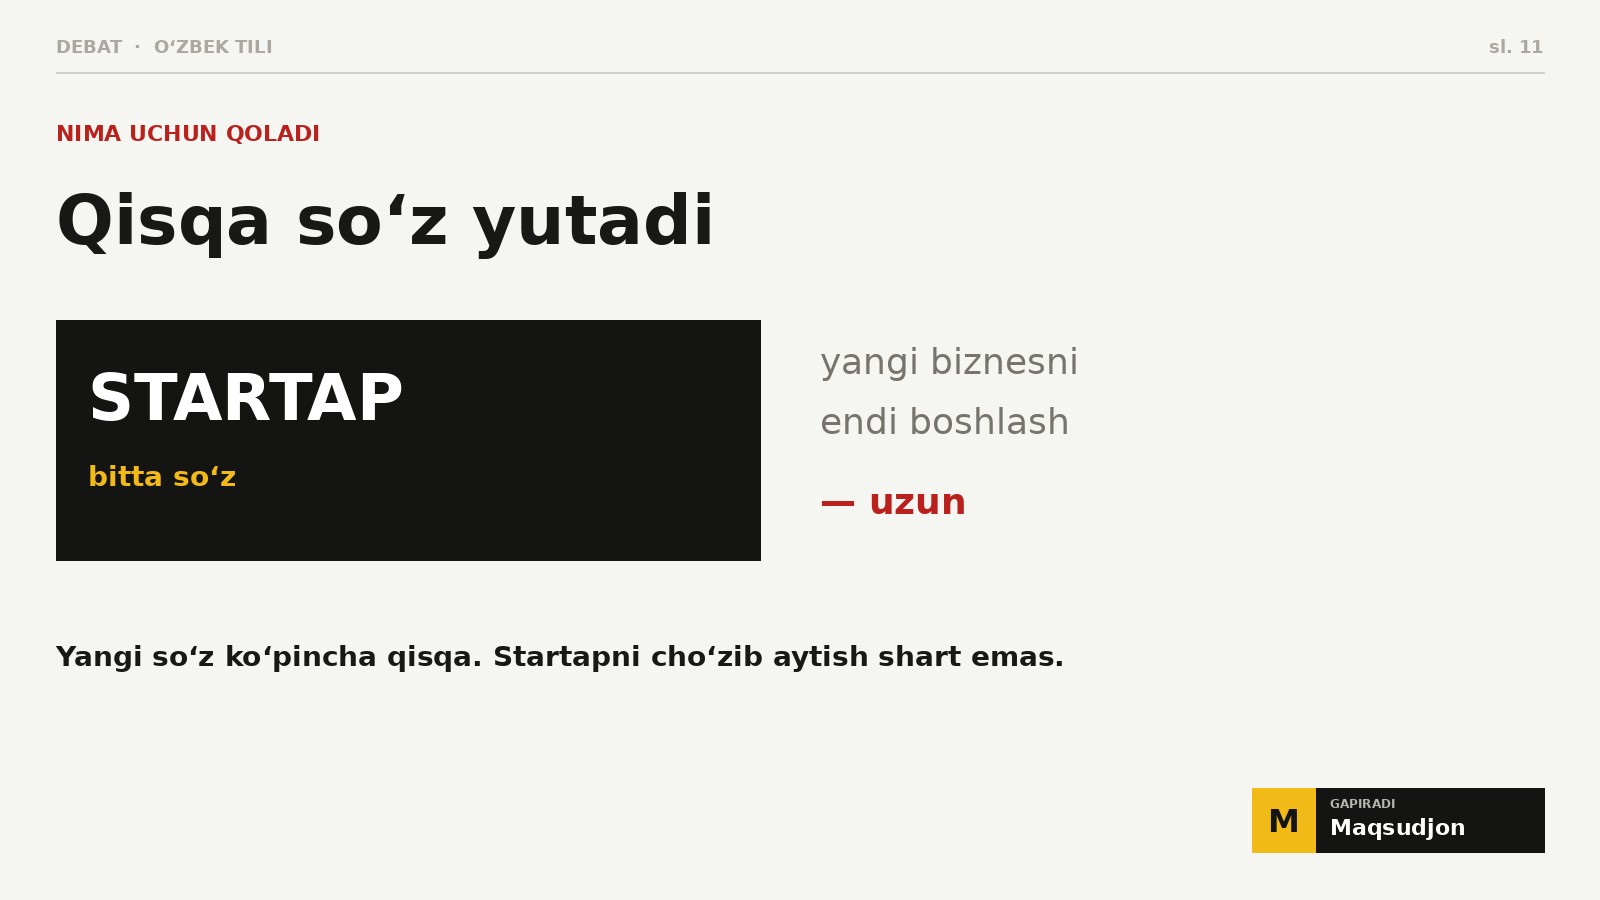 DEBAT · O‘ZBEK TILI
sl. 11
NIMA UCHUN QOLADI
Qisqa so‘z yutadi
STARTAP
bitta so‘z
yangi biznesni
endi boshlash
— uzun
Yangi so‘z ko‘pincha qisqa. Startapni cho‘zib aytish shart emas.
M
GAPIRADI
Maqsudjon